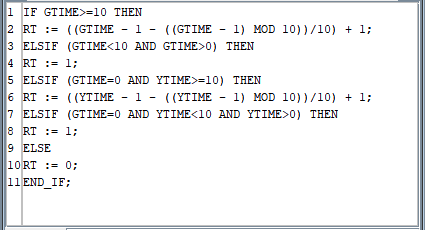 1 IF GTIME>=10 THEN
2 RT := ((GTIME - 1 - ((GTIME - 1) MOD 10))/10) + 1;
3 ELSIF (GTIME<10 AND GTIME>0) THEN
4 RT := 1;
5 ELSIF (GTIME=0 AND YTIME>=10) THEN
6 RT := ((YTIME - 1 - ((YTIME - 1) MOD 10))/10) + 1;
7 ELSIF (GTIME=0 AND YTIME<10 AND YTIME>0) THEN
8 RT := 1;
9 ELSE
10 RT := 0;
11 END_IF;